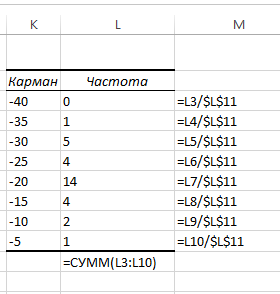 K L M
Карман Частота
-40 0 =L3/$L$11
-35 1 =L4/$L$11
-30 5 =L5/$L$11
-25 4 =L6/$L$11
-20 14 =L7/$L$11
-15 4 =L8/$L$11
-10 2 =L9/$L$11
-5 1 =L10/$L$11
=СУММ(L3:L10)